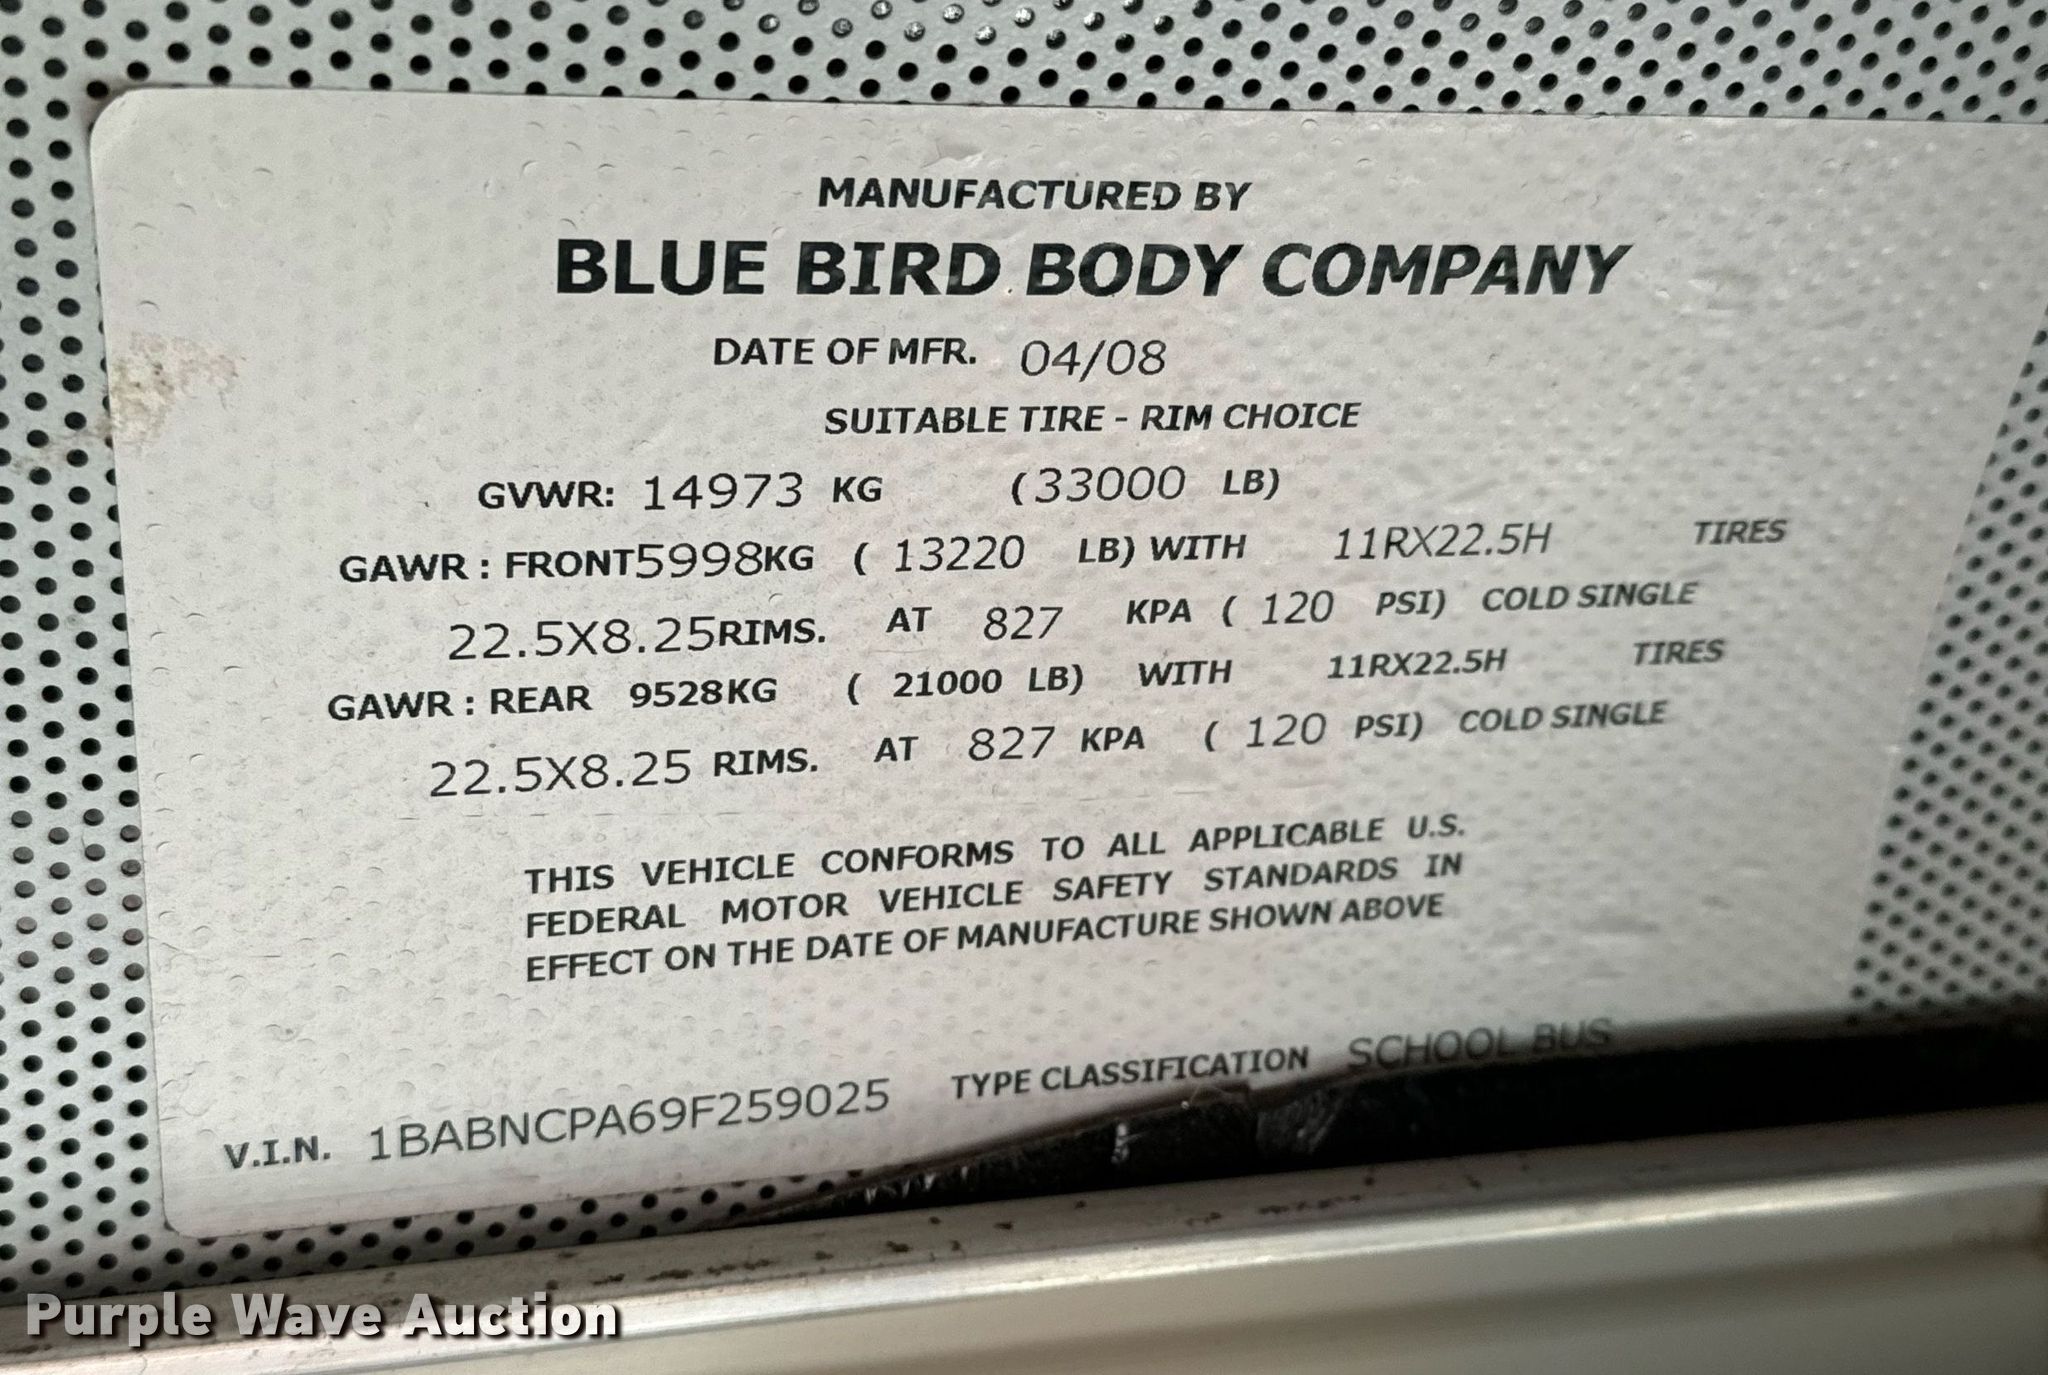 MANUFACTURED BY
BLUE BIRD BODY COMPANY
DATE OF MFR. 04/08
SUITABLE TIRE - RIM CHOICE
GVWR: 14973 KG (33000 LB)
GAWR : FRONT 5998KG ( 13220 LB) WITH 11RX22.5H TIRES
22.5X8.25 RIMS. AT 827 KPA ( 120 PSI) COLD SINGLE
GAWR : REAR 9528KG ( 21000 LB) WITH 11RX22.5H TIRES
22.5X8.25 RIMS. AT 827 KPA ( 120 PSI) COLD SINGLE
THIS VEHICLE CONFORMS TO ALL APPLICABLE U.S.
FEDERAL MOTOR VEHICLE SAFETY STANDARDS IN
EFFECT ON THE DATE OF MANUFACTURE SHOWN ABOVE
V.I.N. 1BABNCPA69F259025 TYPE CLASSIFICATION SCHOOL BUS
Purple Wave Auction